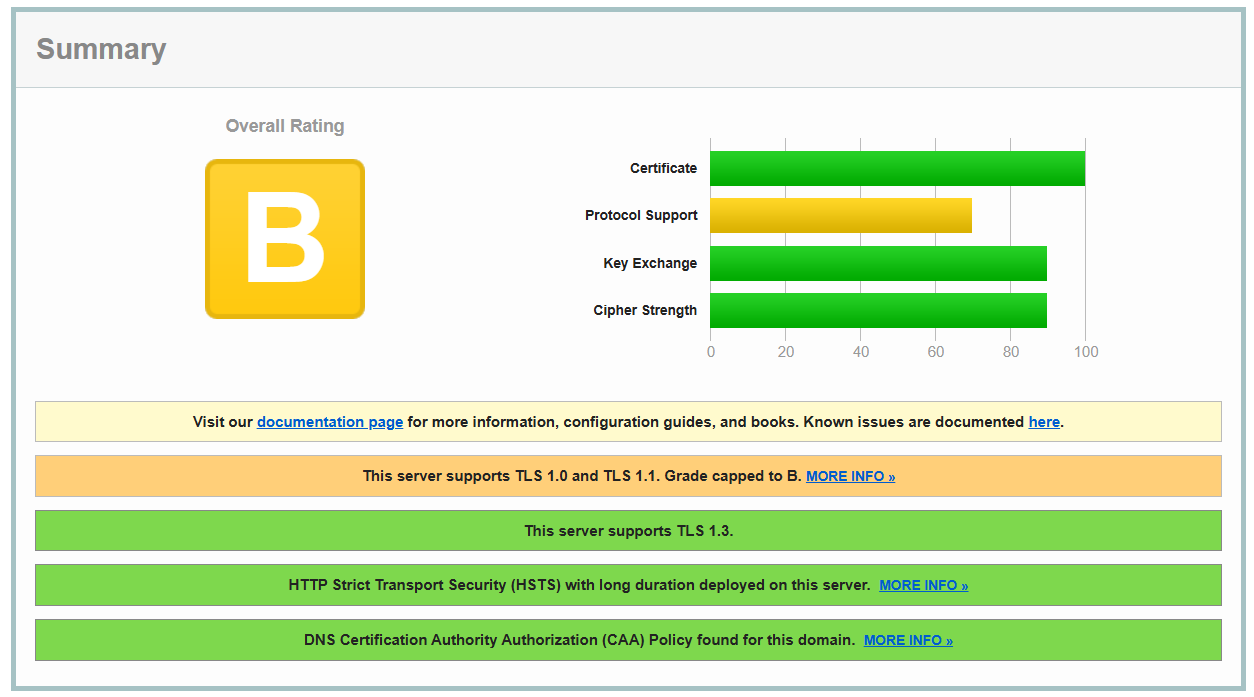 Summary
Overall Rating
B
Certificate
Protocol Support
Key Exchange
Cipher Strength
0 20 40 60 80 100
Visit our documentation page for more information, configuration guides, and books. Known issues are documented here.
This server supports TLS 1.0 and TLS 1.1. Grade capped to B. MORE INFO »
This server supports TLS 1.3.
HTTP Strict Transport Security (HSTS) with long duration deployed on this server. MORE INFO »
DNS Certification Authority Authorization (CAA) Policy found for this domain. MORE INFO »